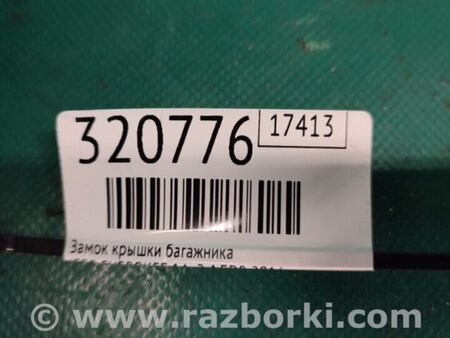 320776
17413
Замок крышки багажника
www.razborki.com